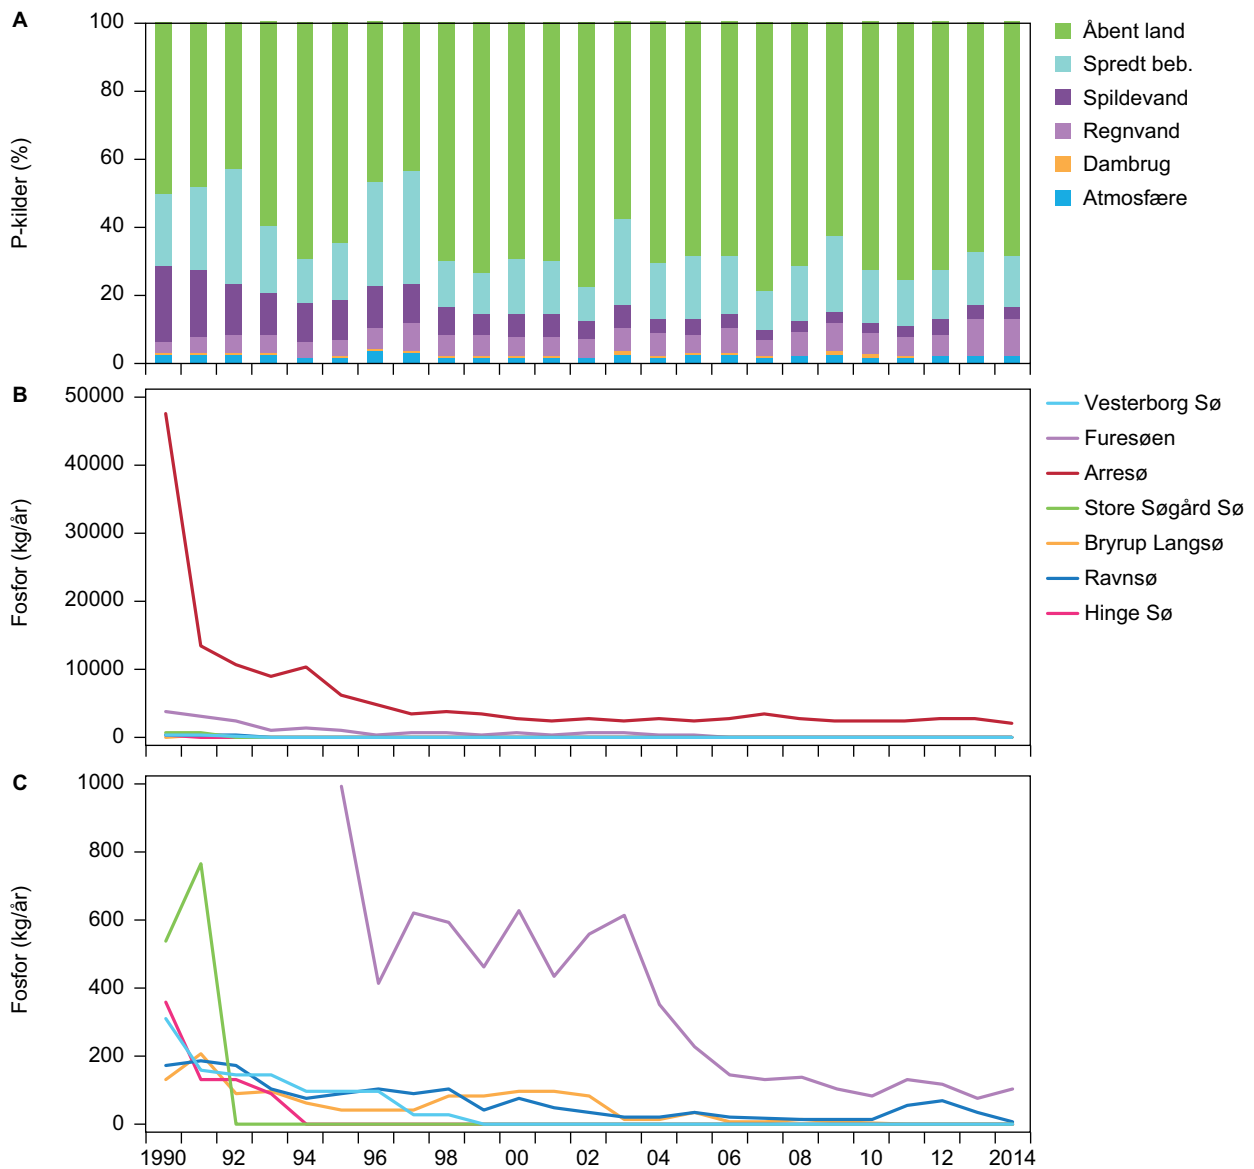 A
P-kilder (%)
100
80
60
40
20
0
Åbent land
Spredt beb.
Spildevand
Regnvand
Dambrug
Atmosfære
B
Fosfor (kg/år)
50000
40000
30000
20000
10000
0
Vesterborg Sø
Furesøen
Arresø
Store Søgård Sø
Bryrup Langsø
Ravnsø
Hinge Sø
C
Fosfor (kg/år)
1000
800
600
400
200
0
1990 92 94 96 98 00 02 04 06 08 10 12 2014